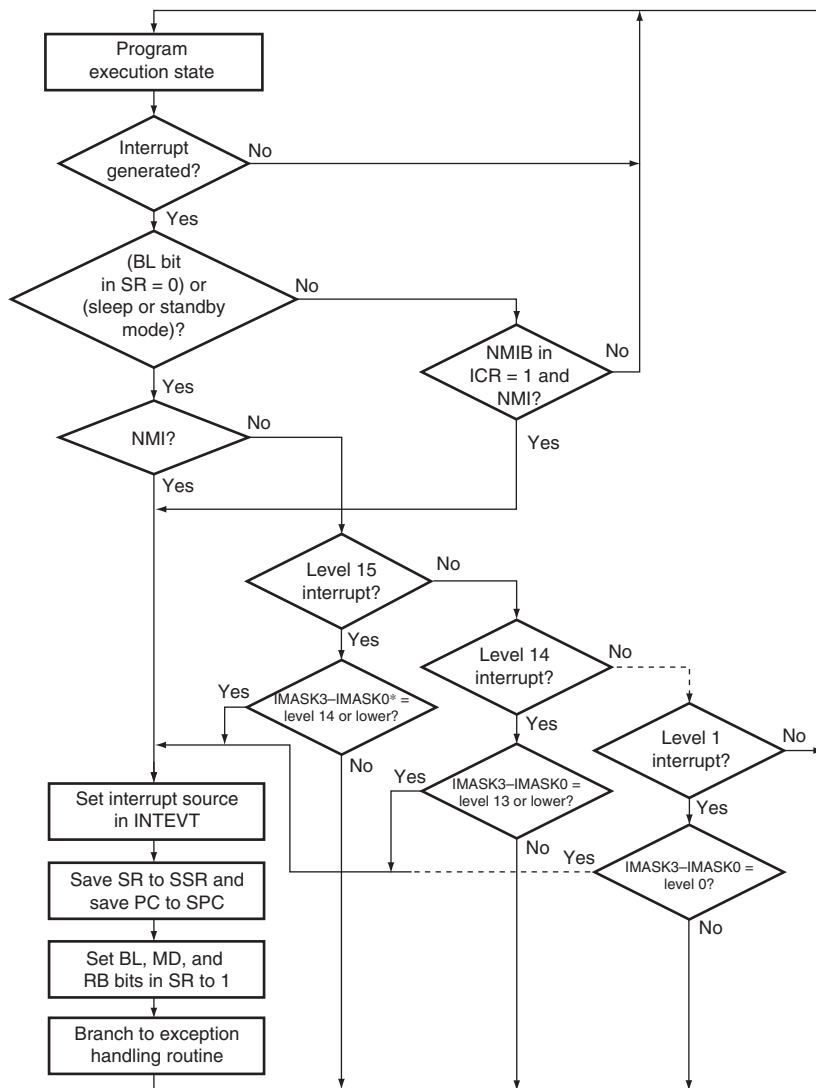 Program
execution state
Interrupt
generated?
No
Yes
(BL bit
in SR = 0) or
(sleep or standby
mode)?
No
Yes
NMIB in
ICR = 1 and
NMI?
No
Yes
NMI?
No
Yes
Level 15
interrupt?
No
Yes
Level 14
interrupt?
No
Yes
IMASK3–IMASK0* =
level 14 or lower?
Yes
No
Level 1
interrupt?
No
Yes
IMASK3–IMASK0 =
level 13 or lower?
Yes
No
IMASK3–IMASK0 =
level 0?
Yes
No
Set interrupt source
in INTEVT
Save SR to SSR and
save PC to SPC
Set BL, MD, and
RB bits in SR to 1
Branch to exception
handling routine